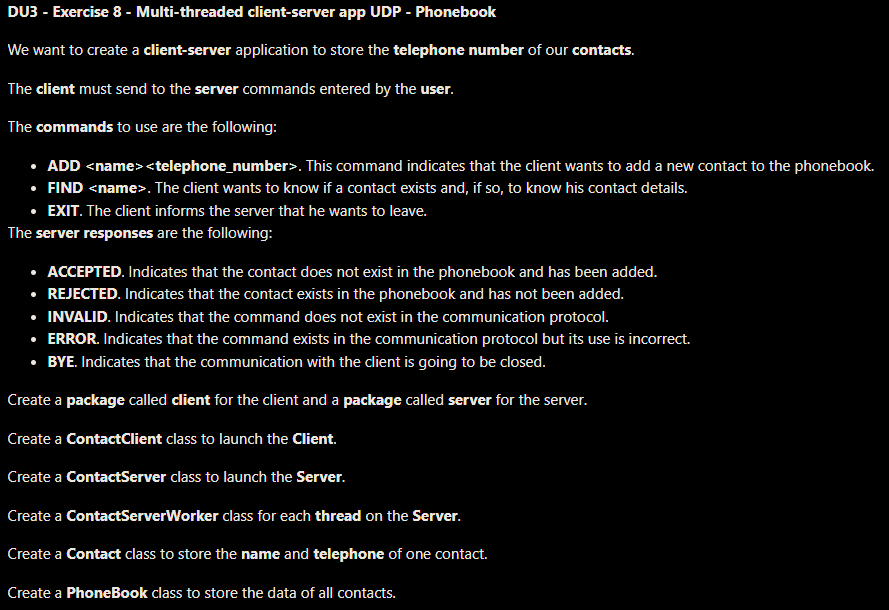 DU3 - Exercise 8 - Multi-threaded client-server app UDP - Phonebook
We want to create a client-server application to store the telephone number of our contacts.
The client must send to the server commands entered by the user.
The commands to use are the following:
• ADD <name><telephone_number>. This command indicates that the client wants to add a new contact to the phonebook.
• FIND <name>. The client wants to know if a contact exists and, if so, to know his contact details.
• EXIT. The client informs the server that he wants to leave.
The server responses are the following:
• ACCEPTED. Indicates that the contact does not exist in the phonebook and has been added.
• REJECTED. Indicates that the contact exists in the phonebook and has not been added.
• INVALID. Indicates that the command does not exist in the communication protocol.
• ERROR. Indicates that the command exists in the communication protocol but its use is incorrect.
• BYE. Indicates that the communication with the client is going to be closed.
Create a package called client for the client and a package called server for the server.
Create a ContactClient class to launch the Client.
Create a ContactServer class to launch the Server.
Create a ContactServerWorker class for each thread on the Server.
Create a Contact class to store the name and telephone of one contact.
Create a PhoneBook class to store the data of all contacts.